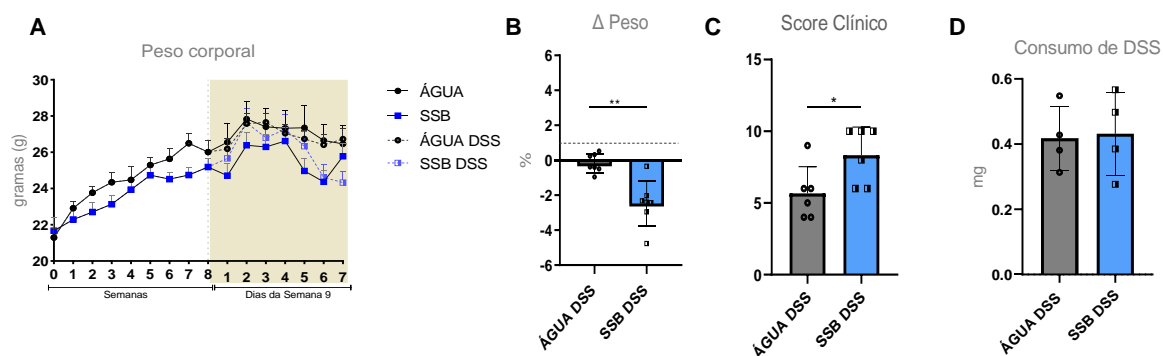 A
Peso corporal
gramas (g)
30
28
26
24
22
20
0 1 2 3 4 5 6 7 8 1 2 3 4 5 6 7
Semanas
Dias da Semana 9
ÁGUA
SSB
ÁGUA DSS
SSB DSS
B
Δ Peso
%
6
4
2
0
-2
-4
-6
**
ÁGUA DSS
SSB DSS
C
Score Clínico
15
10
5
0
*
ÁGUA DSS
SSB DSS
D
Consumo de DSS
mg
0.6
0.4
0.2
0.0
ÁGUA DSS
SSB DSS